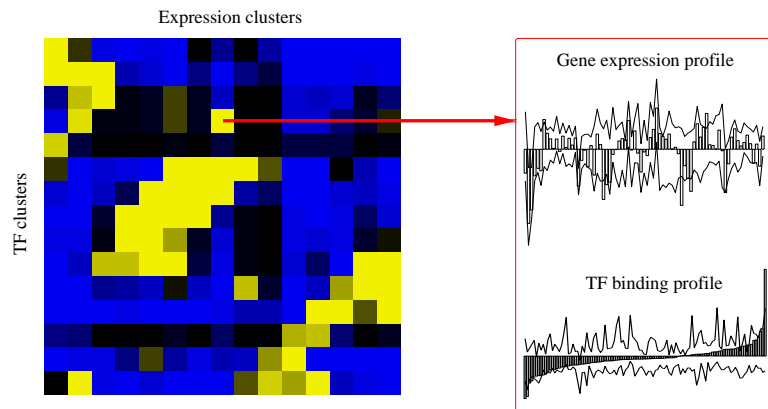 Expression clusters
TF clusters
Gene expression profile
TF binding profile